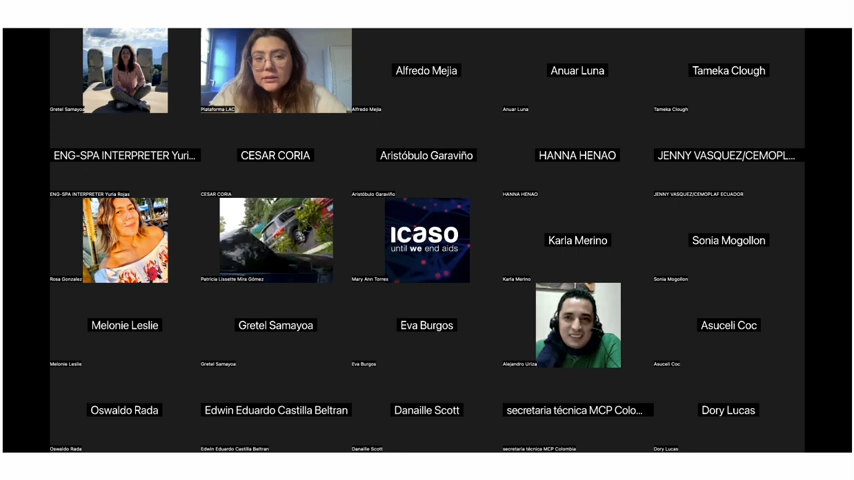 Alfredo Mejia
Anuar Luna
Tameka Clough
Gretel Samayoa
Plataforma LAC
Alfredo Mejia
Anuar Luna
Tameka Clough
ENG-SPA INTERPRETER Yuri...
CESAR CORIA
Aristóbulo Garaviño
HANNA HENAO
JENNY VASQUEZ/CEMOPL...
ENG-SPA INTERPRETER Yuria Rojas
CESAR CORIA
Aristóbulo Garaviño
HANNA HENAO
JENNY VASQUEZ/CEMOPLAF ECUADOR
ICASO
until we end aids
Karla Merino
Sonia Mogollon
Rosa Gonzalez
Patricia Lissette Mira Gómez
Mary Ann Torres
Karla Merino
Sonia Mogollon
Melonie Leslie
Gretel Samayoa
Eva Burgos
Asuceli Coc
Melonie Leslie
Gretel Samayoa
Eva Burgos
Alejandro Uriza
Asuceli Coc
Oswaldo Rada
Edwin Eduardo Castilla Beltran
Danaille Scott
secretaria técnica MCP Colo...
Dory Lucas
Oswaldo Rada
Edwin Eduardo Castilla Beltran
Danaille Scott
secretaria técnica MCP Colombia
Dory Lucas